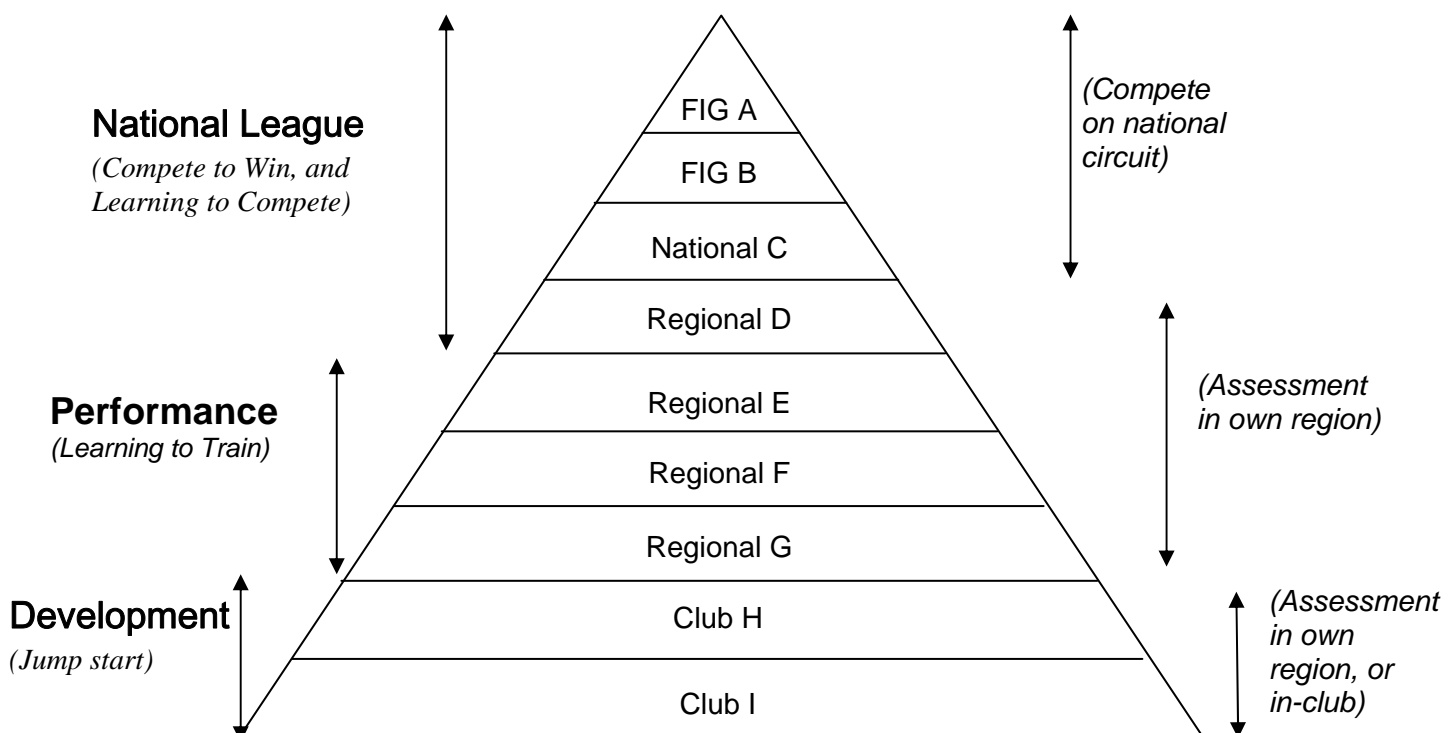 National League
(Compete to Win, and
Learning to Compete)
FIG A
FIG B
National C
Regional D
Regional E
Regional F
Regional G
Club H
Club I
(Compete
on national
circuit)
Performance
(Learning to Train)
(Assessment
in own region)
Development
(Jump start)
(Assessment
in own
region, or
in-club)